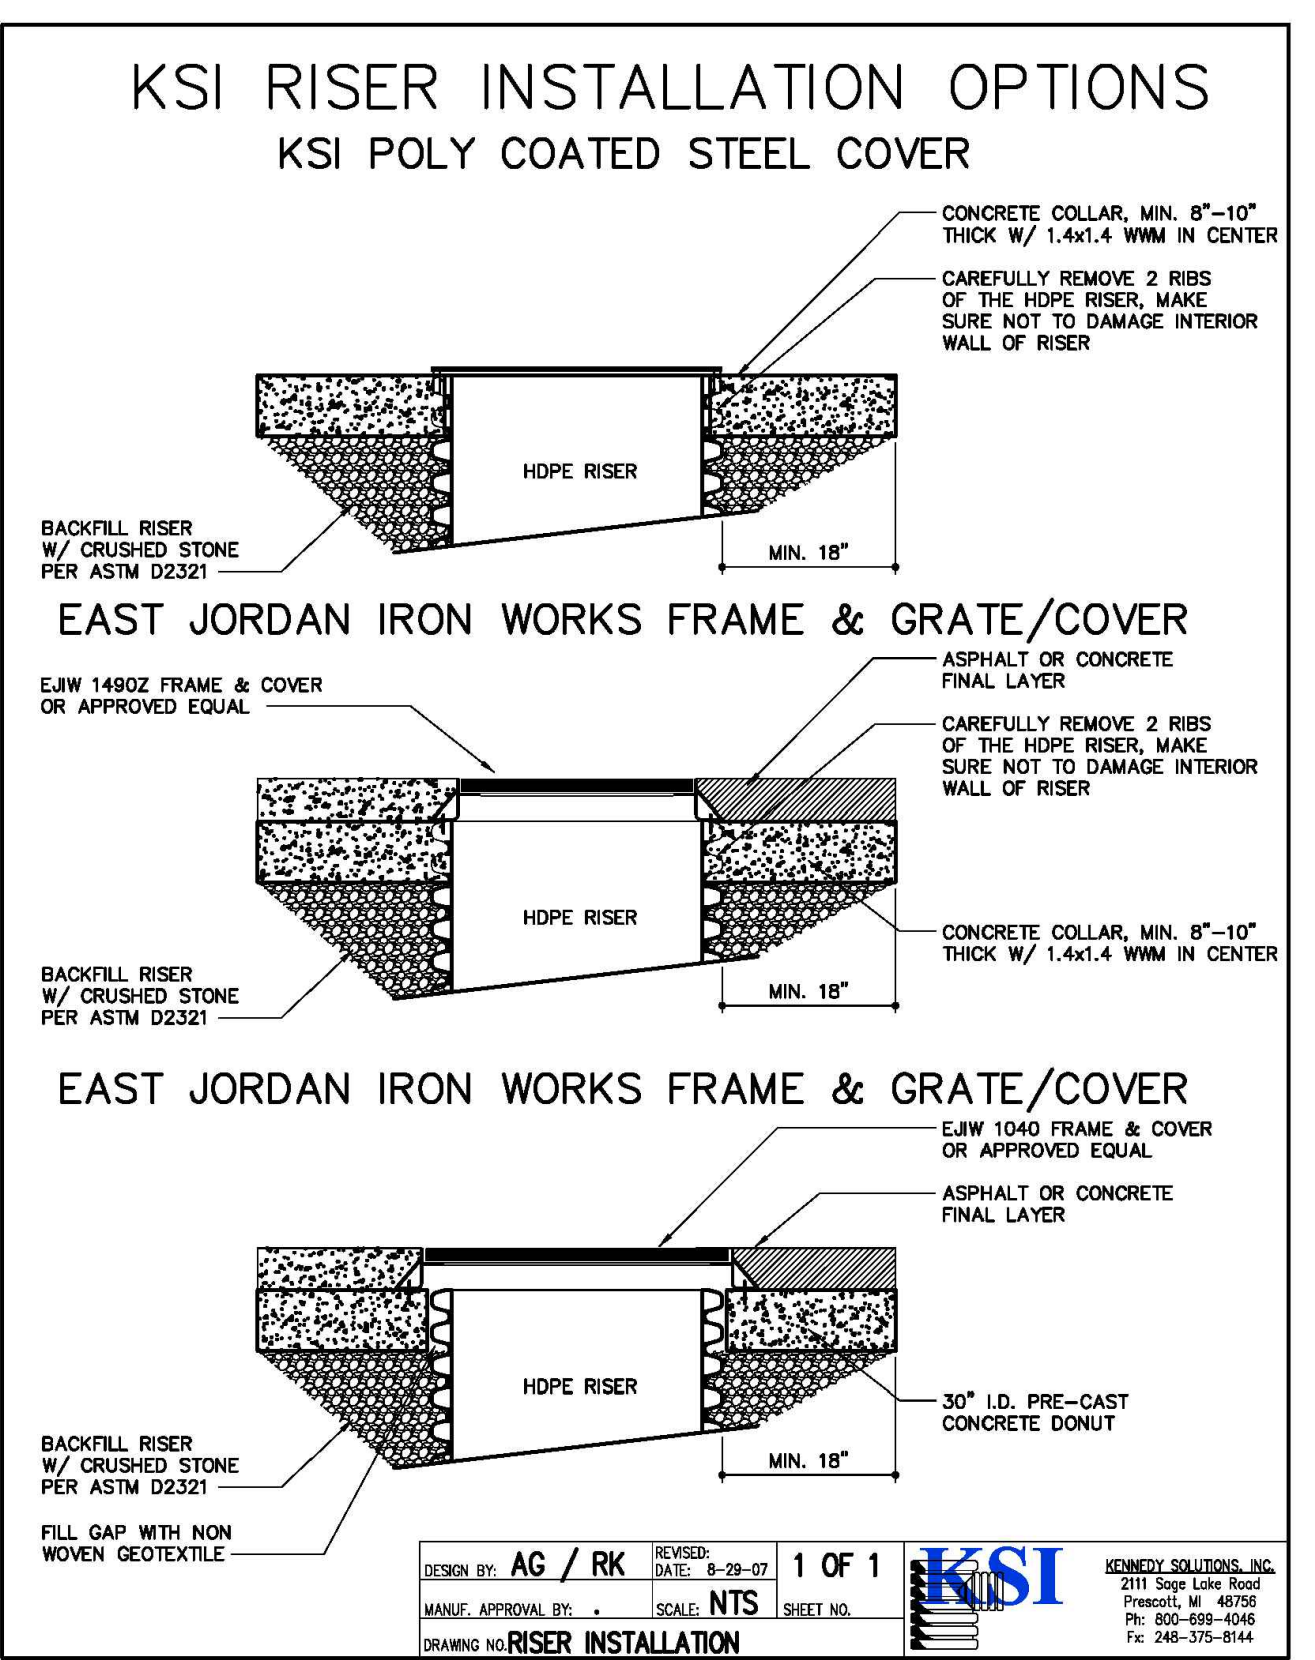 KSI RISER INSTALLATION OPTIONS
KSI POLY COATED STEEL COVER
CONCRETE COLLAR, MIN. 8"-10"
THICK W/ 1.4x1.4 WWM IN CENTER
CAREFULLY REMOVE 2 RIBS
OF THE HDPE RISER, MAKE
SURE NOT TO DAMAGE INTERIOR
WALL OF RISER
HDPE RISER
BACKFILL RISER
W/ CRUSHED STONE
PER ASTM D2321
MIN. 18"
EAST JORDAN IRON WORKS FRAME & GRATE/COVER
ASPHALT OR CONCRETE
FINAL LAYER
EJIW 1490Z FRAME & COVER
OR APPROVED EQUAL
CAREFULLY REMOVE 2 RIBS
OF THE HDPE RISER, MAKE
SURE NOT TO DAMAGE INTERIOR
WALL OF RISER
HDPE RISER
CONCRETE COLLAR, MIN. 8"-10"
THICK W/ 1.4x1.4 WWM IN CENTER
BACKFILL RISER
W/ CRUSHED STONE
PER ASTM D2321
MIN. 18"
EAST JORDAN IRON WORKS FRAME & GRATE/COVER
EJIW 1040 FRAME & COVER
OR APPROVED EQUAL
ASPHALT OR CONCRETE
FINAL LAYER
HDPE RISER
30" I.D. PRE-CAST
CONCRETE DONUT
BACKFILL RISER
W/ CRUSHED STONE
PER ASTM D2321
MIN. 18"
FILL GAP WITH NON
WOVEN GEOTEXTILE
DESIGN BY: AG / RK
REVISED:
DATE: 8-29-07
1 OF 1
MANUF. APPROVAL BY: .
SCALE: NTS
SHEET NO.
DRAWING NO. RISER INSTALLATION
KSI
KENNEDY SOLUTIONS, INC.
2111 Sage Lake Road
Prescott, MI 48756
Ph: 800-699-4046
Fx: 248-375-8144